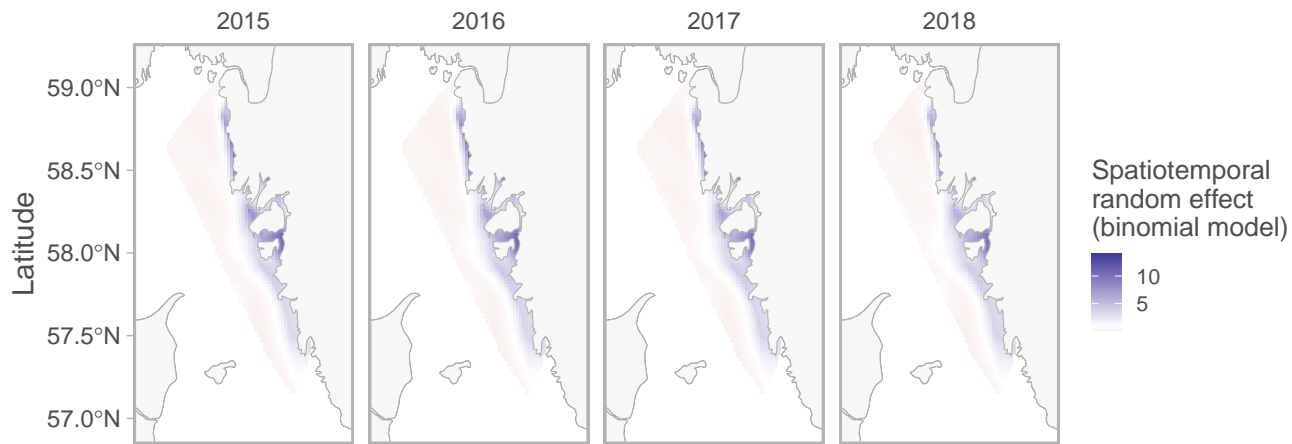 2015 2016 2017 2018
59.0°N
58.5°N
58.0°N
57.5°N
57.0°N
Latitude
Spatiotemporal
random effect
(binomial model)
10
5